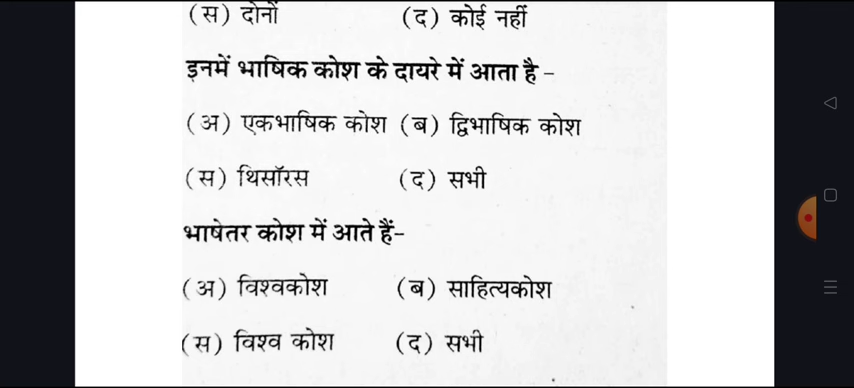 (स) दोनों (द) कोई नहीं
इनमें भाषिक कोश के दायरे में आता है –
(अ) एकभाषिक कोश (ब) द्विभाषिक कोश
(स) थिसॉरस (द) सभी
भाषेतर कोश में आते हैं–
(अ) विश्वकोश (ब) साहित्यकोश
(स) विश्व कोश (द) सभी